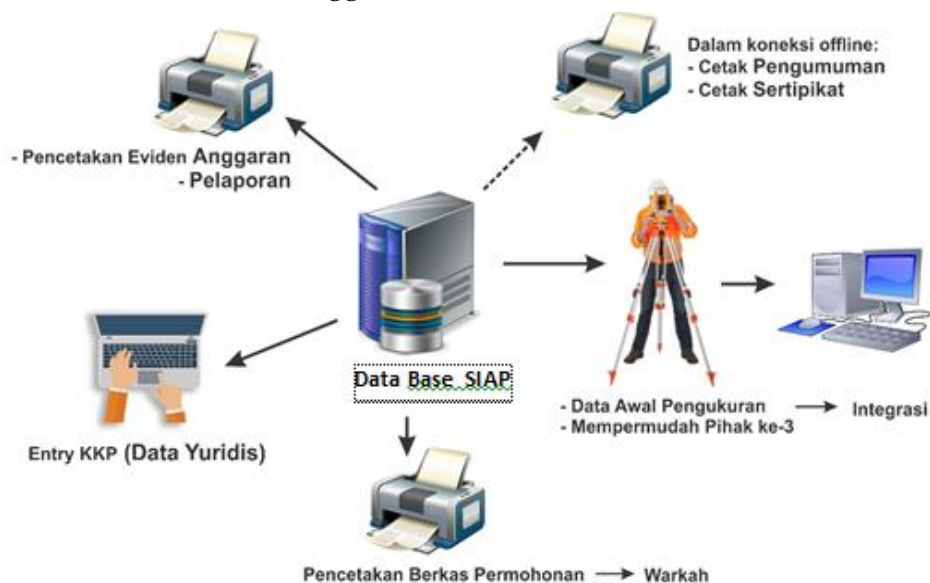 Dalam koneksi offline:
- Cetak Pengumuman
- Cetak Sertipikat
- Pencetakan Eviden Anggaran
- Pelaporan
Data Base SIAP
Entry KKP (Data Yuridis)
- Data Awal Pengukuran
- Mempermudah Pihak ke-3
Integrasi
Pencetakan Berkas Permohonan
Warkah